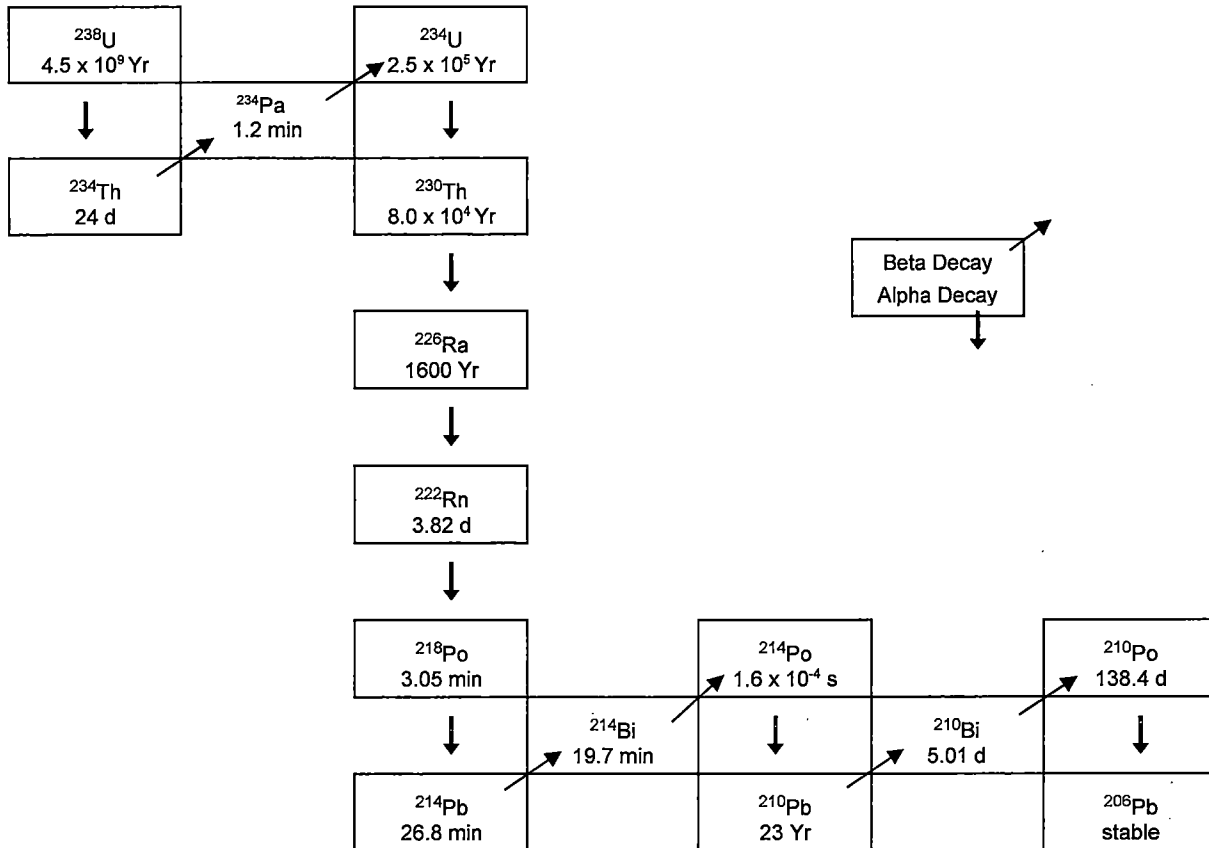 ²³⁸U
4.5 x 10⁹ Yr
²³⁴U
2.5 x 10⁵ Yr
²³⁴Pa
1.2 min
²³⁴Th
24 d
²³⁰Th
8.0 x 10⁴ Yr
Beta Decay
Alpha Decay
²²⁶Ra
1600 Yr
²²²Rn
3.82 d
²¹⁸Po
3.05 min
²¹⁴Po
1.6 x 10⁻⁴ s
²¹⁰Po
138.4 d
²¹⁴Bi
19.7 min
²¹⁰Bi
5.01 d
²¹⁴Pb
26.8 min
²¹⁰Pb
23 Yr
²⁰⁶Pb
stable